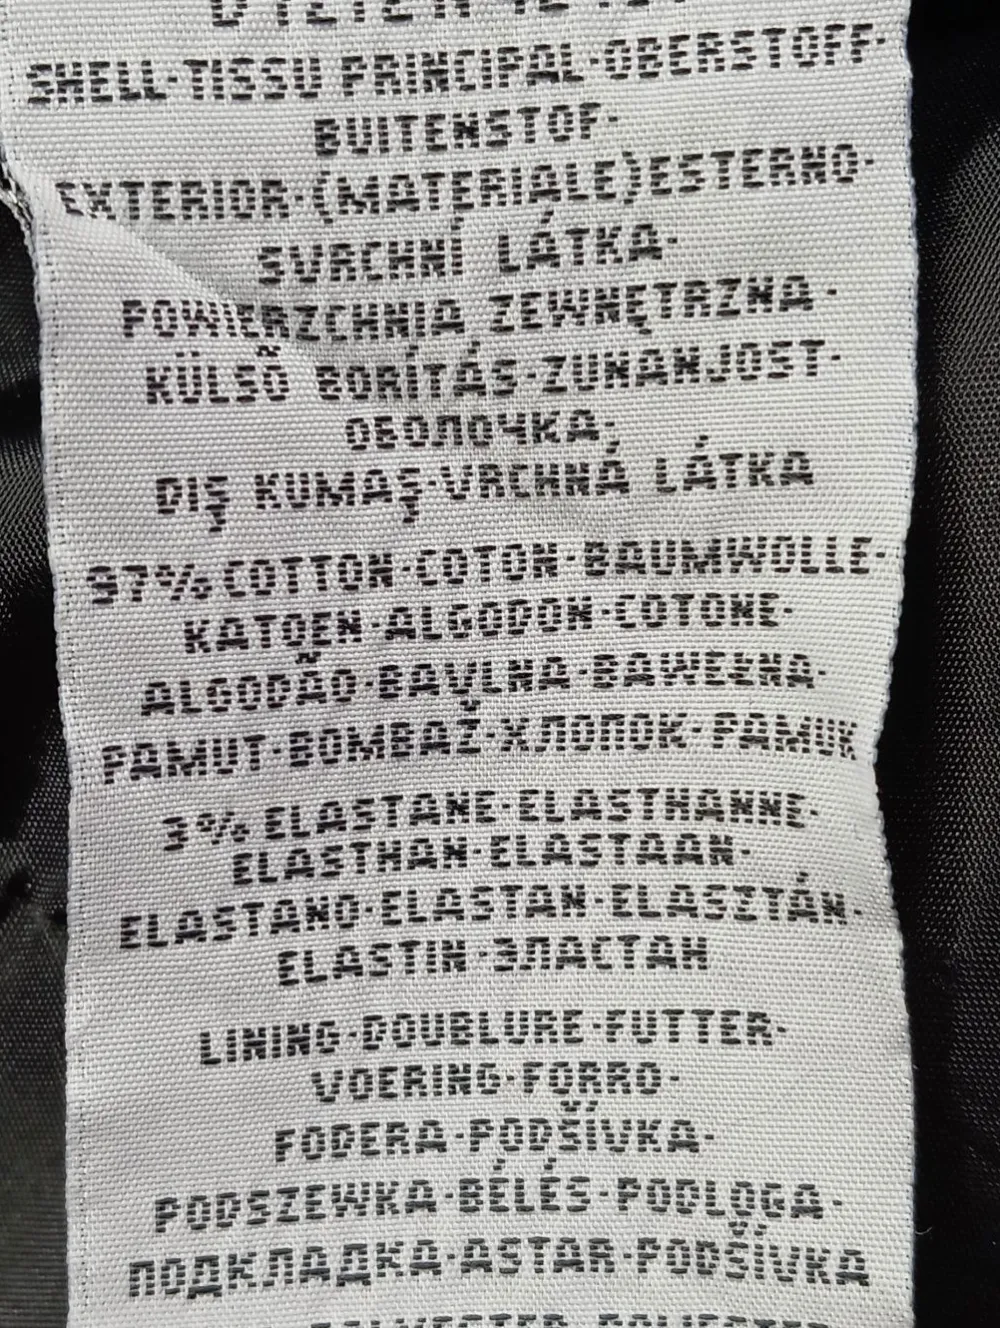 SHELL·TISSU PRINCIPAL·OBERSTOFF·
BUITENSTOF·
EXTERIOR·(MATERIALE)ESTERNO·
SVRCHNÍ LÁTKA·
POWIERZCHNIA ZEWNĘTRZNA·
KÜLSŐ BORÍTÁS·ZUNANJOST·
ОБОЛОЧКА·
DIŞ KUMAŞ·VRCHNÁ LÁTKA
97% COTTON·COTON·BAUMWOLLE·
KATOEN·ALGODON·COTONE·
ALGODÃO·BAVLNA·BAWEŁNA·
PAMUT·BOMBAŽ·ХЛОПОК·PAMUK
3% ELASTANE·ELASTHANNE·
ELASTHAN·ELASTAAN·
ELASTANO·ELASTAN·ELASZTÁN·
ELASTIN·ЭЛАСТАН
LINING·DOUBLURE·FUTTER·
VOERING·FORRO·
FODERA·PODŠÍVKA·
PODSZEWKA·BÉLÉS·PODLOGA·
ПОДКЛАДКА·ASTAR·PODŠÍVKA